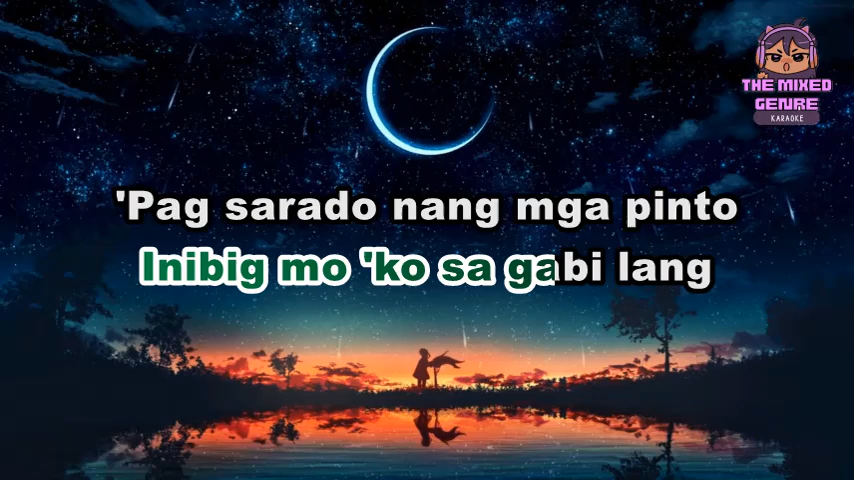 THE MIXED
GENRE
KARAOKE
'Pag sarado nang mga pinto
Inibig mo 'ko sa gabi lang